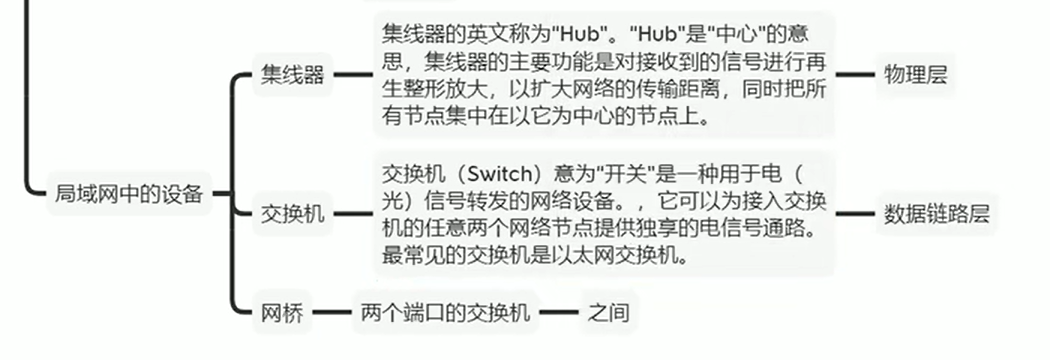 局域网中的设备
集线器
集线器的英文称为"Hub"。"Hub"是"中心"的意
思，集线器的主要功能是对接收到的信号进行再
生整形放大，以扩大网络的传输距离，同时把所
有节点集中在以它为中心的节点上。
物理层
交换机
交换机（Switch）意为"开关"是一种用于电（
光）信号转发的网络设备。，它可以为接入交换
机的任意两个网络节点提供独享的电信号通路。
最常见的交换机是以太网交换机。
数据链路层
网桥
两个端口的交换机
之间